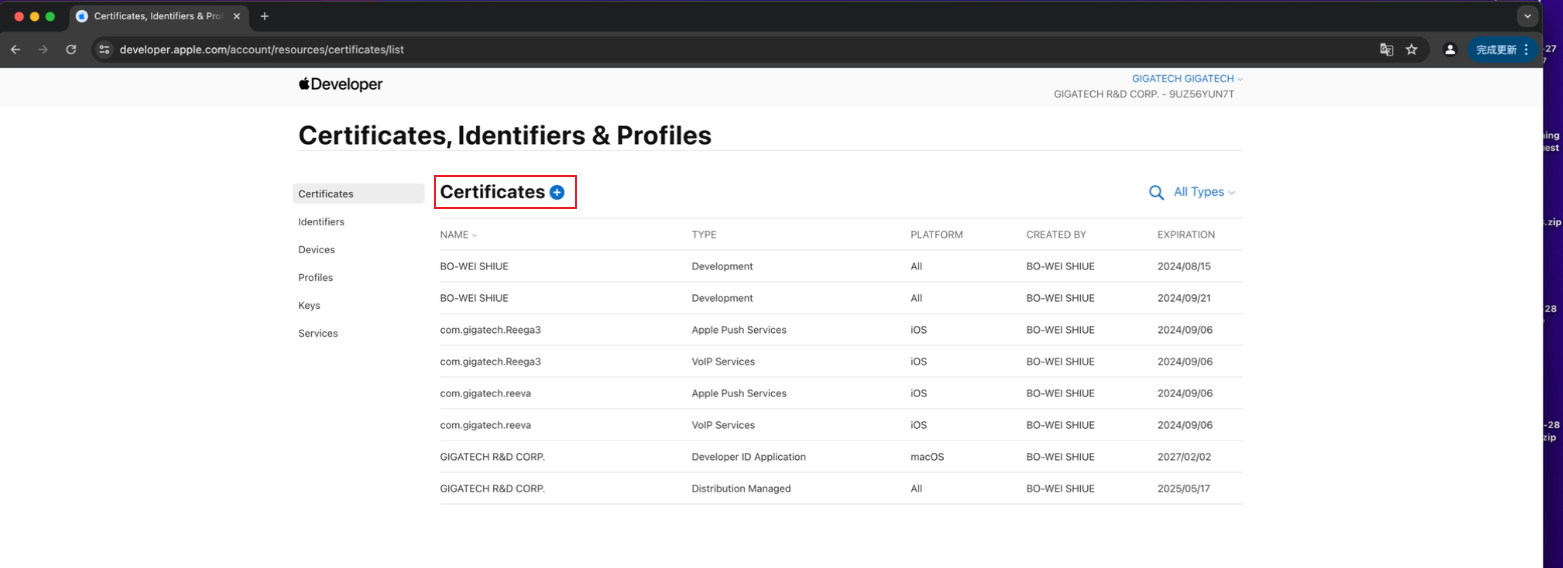 Certificates, Identifiers & Pro
developer.apple.com/account/resources/certificates/list
完成更新
Developer
GIGATECH GIGATECH
GIGATECH R&D CORP. - 9UZ56YUN7T
Certificates, Identifiers & Profiles
Certificates
Identifiers
Devices
Profiles
Keys
Services
Certificates
All Types
NAME TYPE PLATFORM CREATED BY EXPIRATION
BO-WEI SHIUE Development All BO-WEI SHIUE 2024/08/15
BO-WEI SHIUE Development All BO-WEI SHIUE 2024/09/21
com.gigatech.Reega3 Apple Push Services iOS BO-WEI SHIUE 2024/09/06
com.gigatech.Reega3 VoIP Services iOS BO-WEI SHIUE 2024/09/06
com.gigatech.reeva Apple Push Services iOS BO-WEI SHIUE 2024/09/06
com.gigatech.reeva VoIP Services iOS BO-WEI SHIUE 2024/09/06
GIGATECH R&D CORP. Developer ID Application macOS BO-WEI SHIUE 2027/02/02
GIGATECH R&D CORP. Distribution Managed All BO-WEI SHIUE 2025/05/17
-27
7
ning
uest
.zip
28
-28
zip